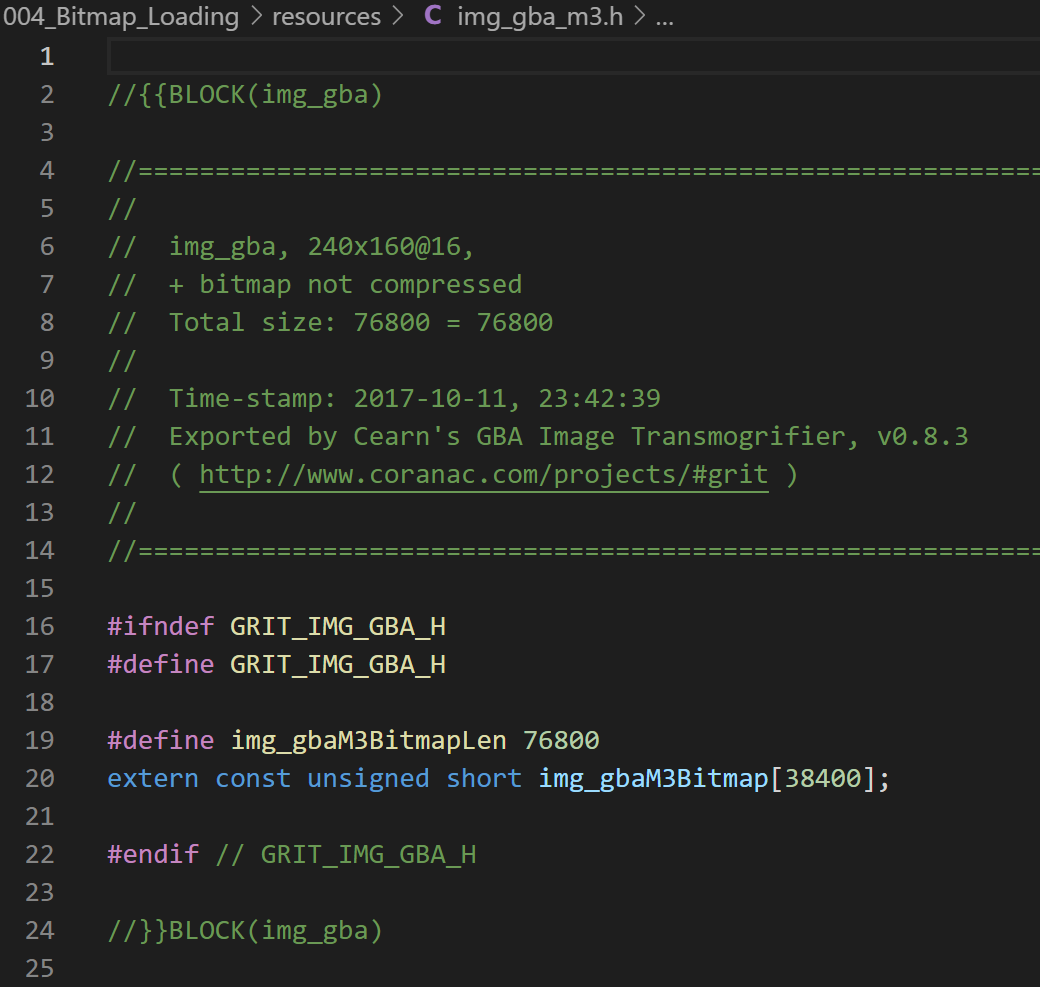 004_Bitmap_Loading > resources > C img_gba_m3.h > ...
1
2 //{{BLOCK(img_gba)
3
4 //===========================================================
5 //
6 //  img_gba, 240x160@16,
7 //  + bitmap not compressed
8 //  Total size: 76800 = 76800
9 //
10 //  Time-stamp: 2017-10-11, 23:42:39
11 //  Exported by Cearn's GBA Image Transmogrifier, v0.8.3
12 //  ( http://www.coranac.com/projects/#grit )
13 //
14 //===========================================================
15
16 #ifndef GRIT_IMG_GBA_H
17 #define GRIT_IMG_GBA_H
18
19 #define img_gbaM3BitmapLen 76800
20 extern const unsigned short img_gbaM3Bitmap[38400];
21
22 #endif // GRIT_IMG_GBA_H
23
24 //}}BLOCK(img_gba)
25